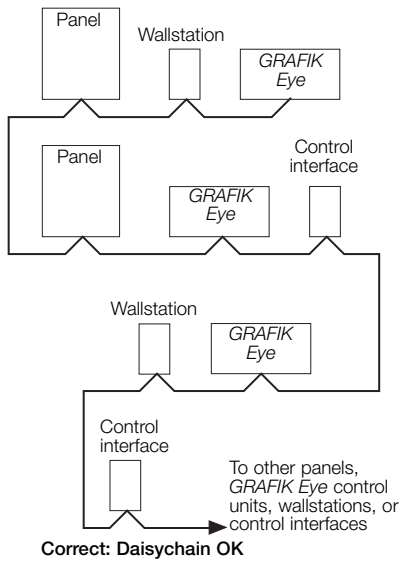 Panel
Wallstation
GRAFIK
Eye
Panel
GRAFIK
Eye
Control
interface
Wallstation
GRAFIK
Eye
Control
interface
To other panels,
GRAFIK Eye control
units, wallstations, or
control interfaces
Correct: Daisychain OK